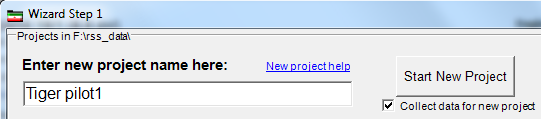 Wizard Step 1
Projects in F:\rss_data\
Enter new project name here:
New project help
Start New Project
Tiger pilot1
Collect data for new project